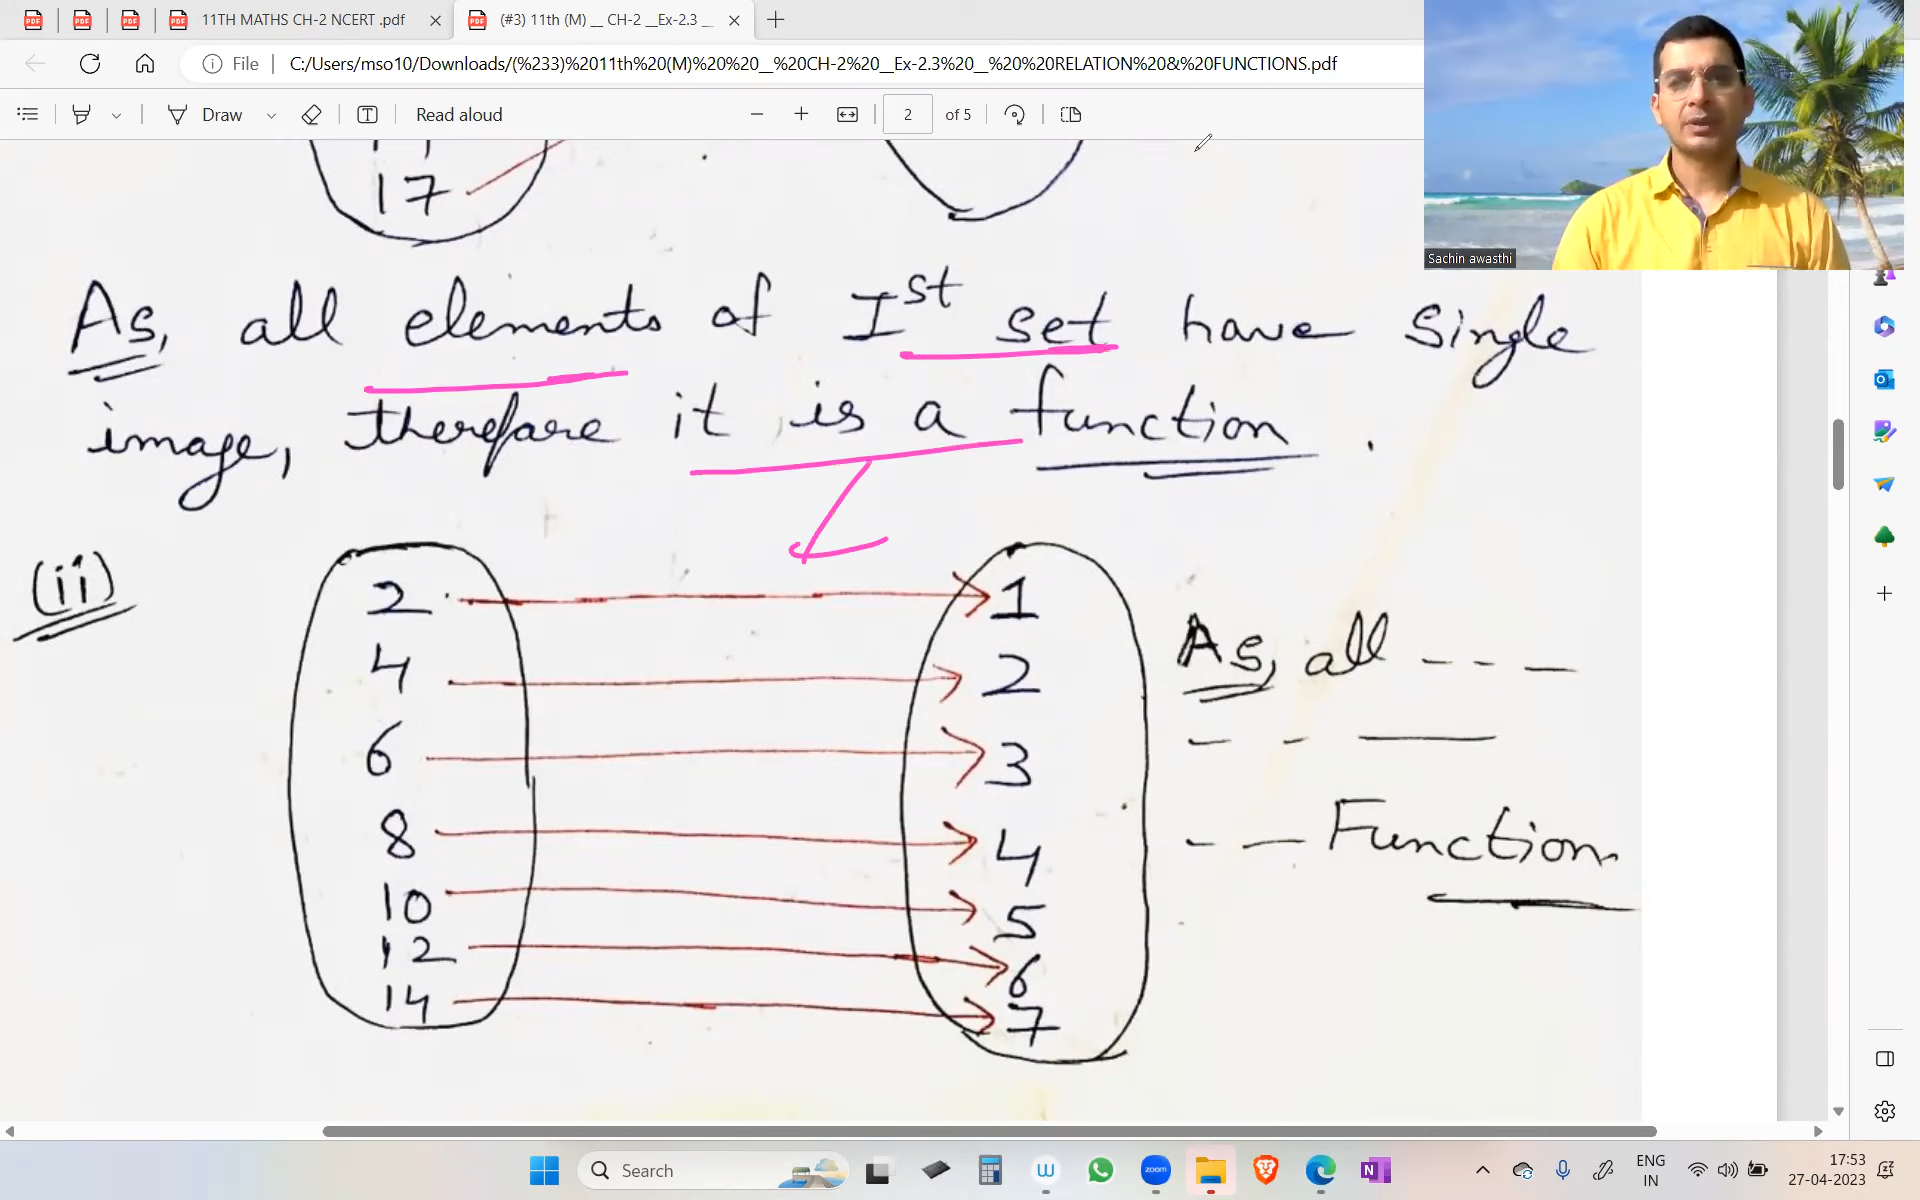 11TH MATHS CH-2 NCERT .pdf
(#3) 11th (M) __ CH-2 __Ex-2.3 __
File
C:/Users/mso10/Downloads/(%233)%2011th%20(M)%20%20__%20CH-2%20__Ex-2.3%20__%20%20RELATION%20&%20FUNCTIONS.pdf
Draw
Read aloud
2 of 5
Sachin awasthi
17
As, all elements of Ist set have single
image, therefore it is a function .
(ii)
2 1
4 2
6 3
8 4
10 5
12 6
14 7
As, all - - -
- - —
- — Function
Search
ENG
IN
17:53
27-04-2023